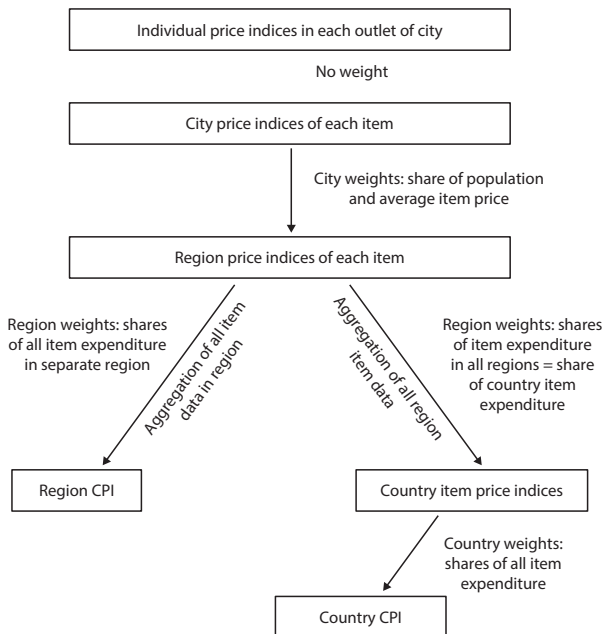 Individual price indices in each outlet of city
No weight
City price indices of each item
City weights: share of population
and average item price
Region price indices of each item
Region weights: shares
of all item expenditure
in separate region
Aggregation of all item
data in region
Aggregation of all region
item data
Region weights: shares
of item expenditure
in all regions = share
of country item
expenditure
Region CPI
Country item price indices
Country weights:
shares of all item
expenditure
Country CPI